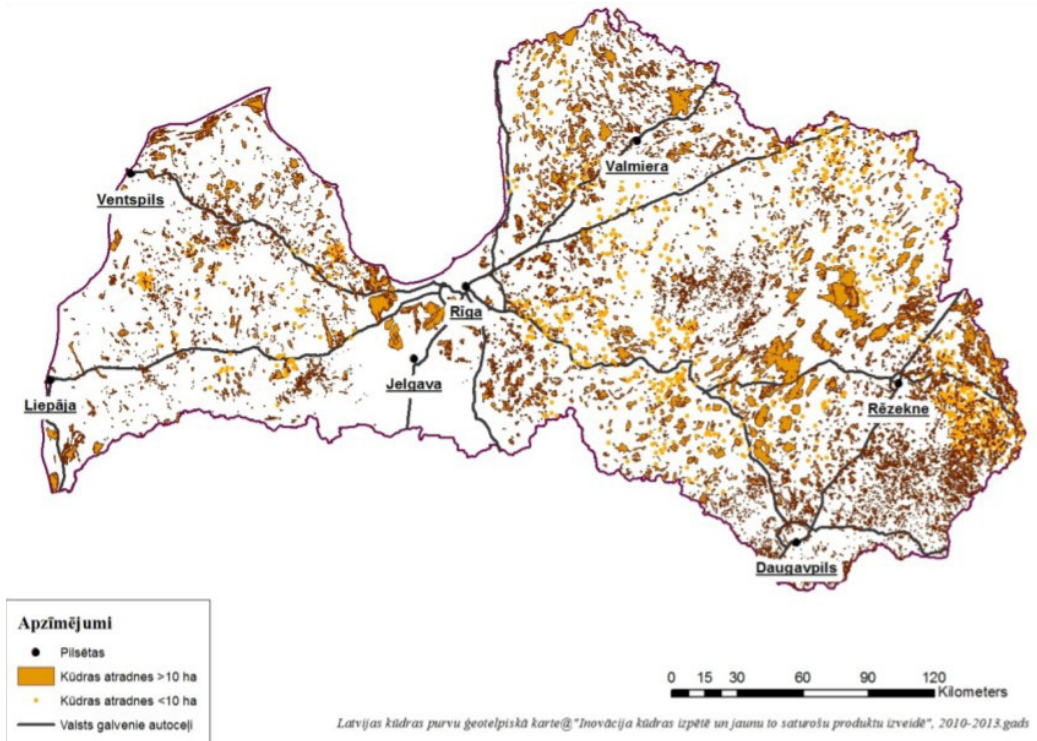 Valmiera
Ventspils
Rīga
Jelgava
Liepāja
Rēzekne
Daugavpils
Apzīmējumi
Pilsētas
Kūdras atradnes >10 ha
Kūdras atradnes <10 ha
Valsts galvenie autoceļi
0 15 30 60 90 120
Kilometers
Latvijas kūdras purvu ģeotelpiskā karte@"Inovācija kūdras izpētē un jaunu to saturošu produktu izveidē", 2010-2013.gads